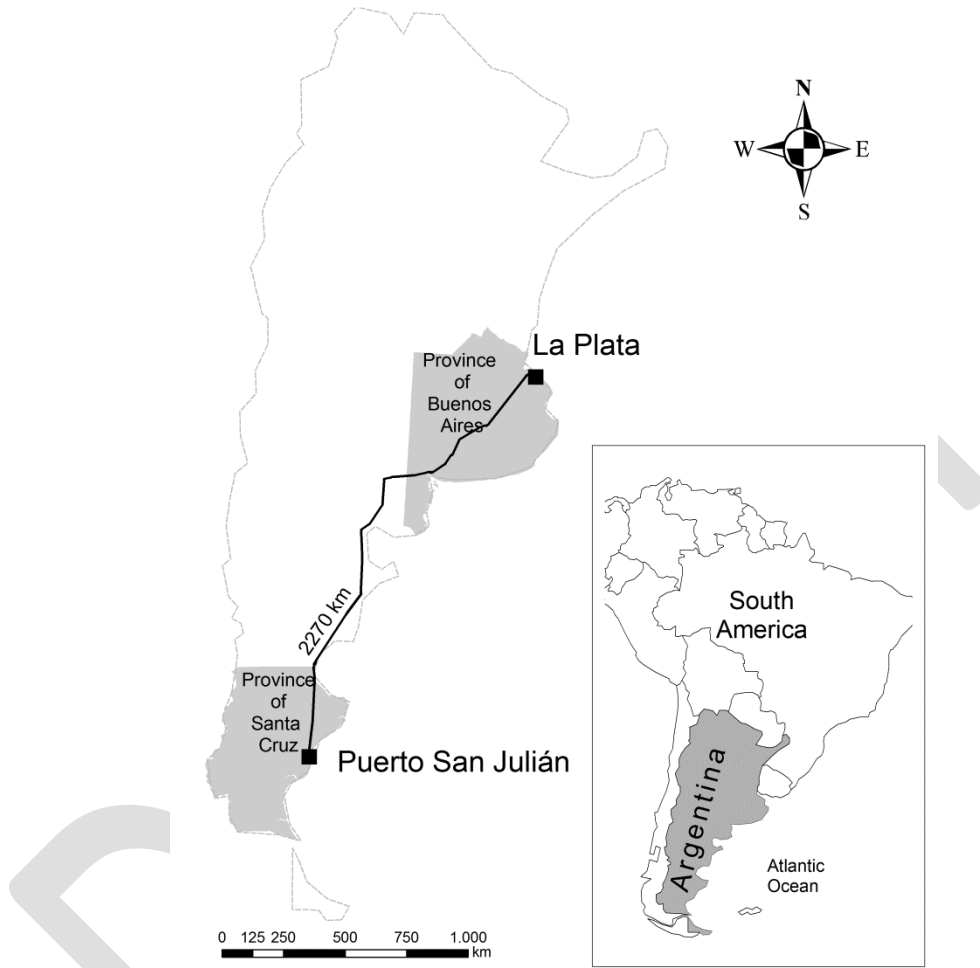 N
W
E
S
La Plata
Province
of
Buenos
Aires
2270 km
Province
of
Santa
Cruz
Puerto San Julián
South
America
Argentina
Atlantic
Ocean
0 125 250 500 750 1.000
km